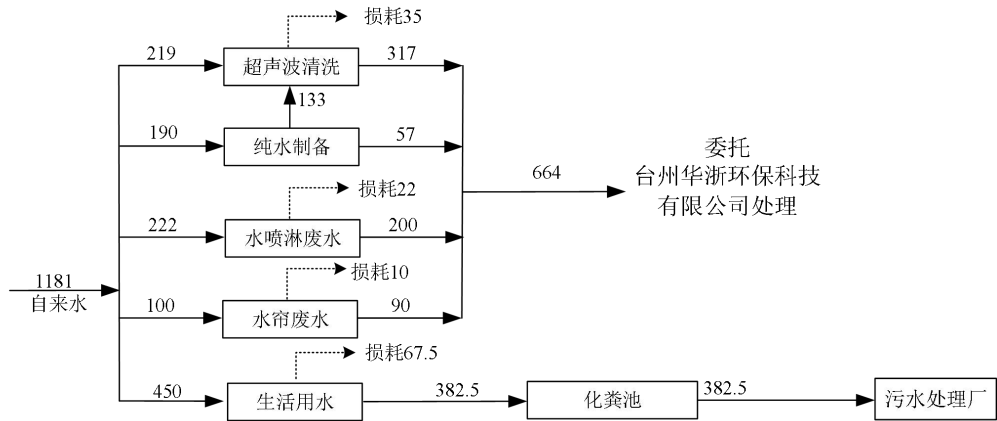 损耗35
219
超声波清洗
317
133
190
纯水制备
57
委托
台州华浙环保科技
有限公司处理
664
损耗22
222
水喷淋废水
200
损耗10
1181
自来水
100
水帘废水
90
损耗67.5
450
生活用水
382.5
化粪池
382.5
污水处理厂